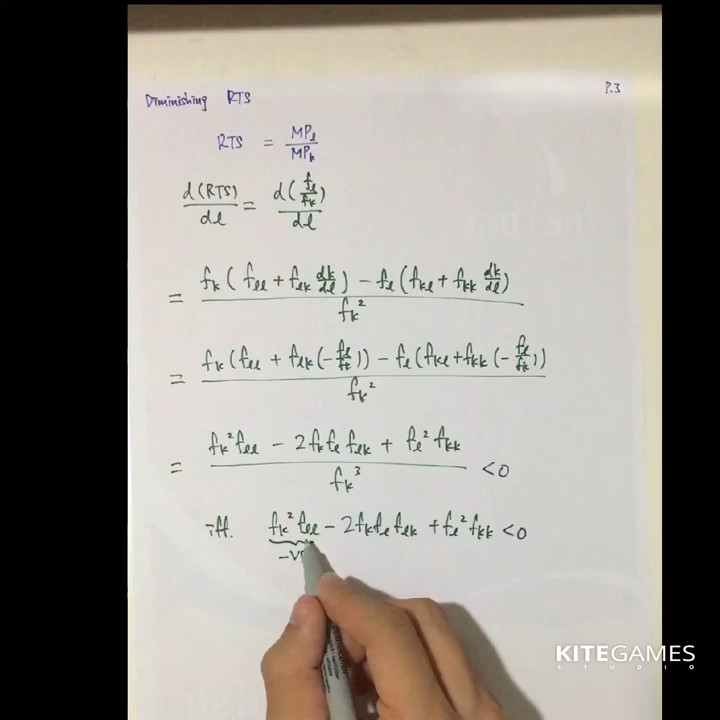 Diminishing RTS P.3
RTS = MPℓ / MPk
d(RTS)/dℓ = d(fℓ/fk)/dℓ
= fk(fℓℓ + fℓk dk/dℓ) − fℓ(fkℓ + fkk dk/dℓ) / fk²
= fk(fℓℓ + fℓk(−fℓ/fk)) − fℓ(fkℓ + fkk(−fℓ/fk)) / fk²
= fk²fℓℓ − 2fkfℓfℓk + fℓ²fkk / fk³ <0
iff. fk²fℓℓ − 2fkfℓfℓk + fℓ²fkk <0
KITEGAMES
STUDIO